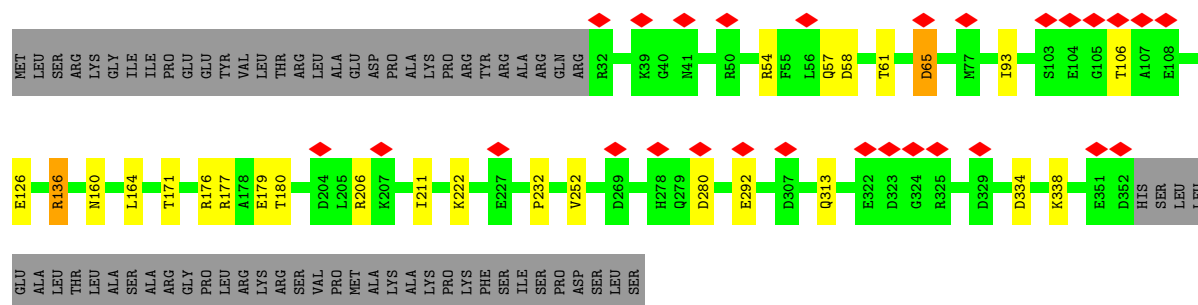 MET LEU SER ARG LYS GLY ILE ILE PRO GLU GLU TYR VAL LEU THR ARG LEU ALA GLU ASP PRO ALA LYS PRO ARG TYR ARG ALA ARG GLN ARG R32 K39 G40 N41 R50 R54 F55 L56 Q57 D58 T61 D65 M77 I93 S103 E104 G105 T106 A107 E108
E126 R136 N160 L164 T171 R176 R177 A178 E179 T180 D204 L205 R206 K207 I211 K222 E227 P232 V252 D269 H278 Q279 D280 E292 D307 Q313 E322 D323 G324 R325 D329 D334 K338 E351 D352 HIS SER LEU LEU
GLU ALA LEU THR LEU ALA SER ALA ARG GLY PRO LEU ARG LYS ARG SER VAL PRO MET ALA LYS ALA LYS PRO LYS PHE SER ILE SER PRO ASP SER LEU SER